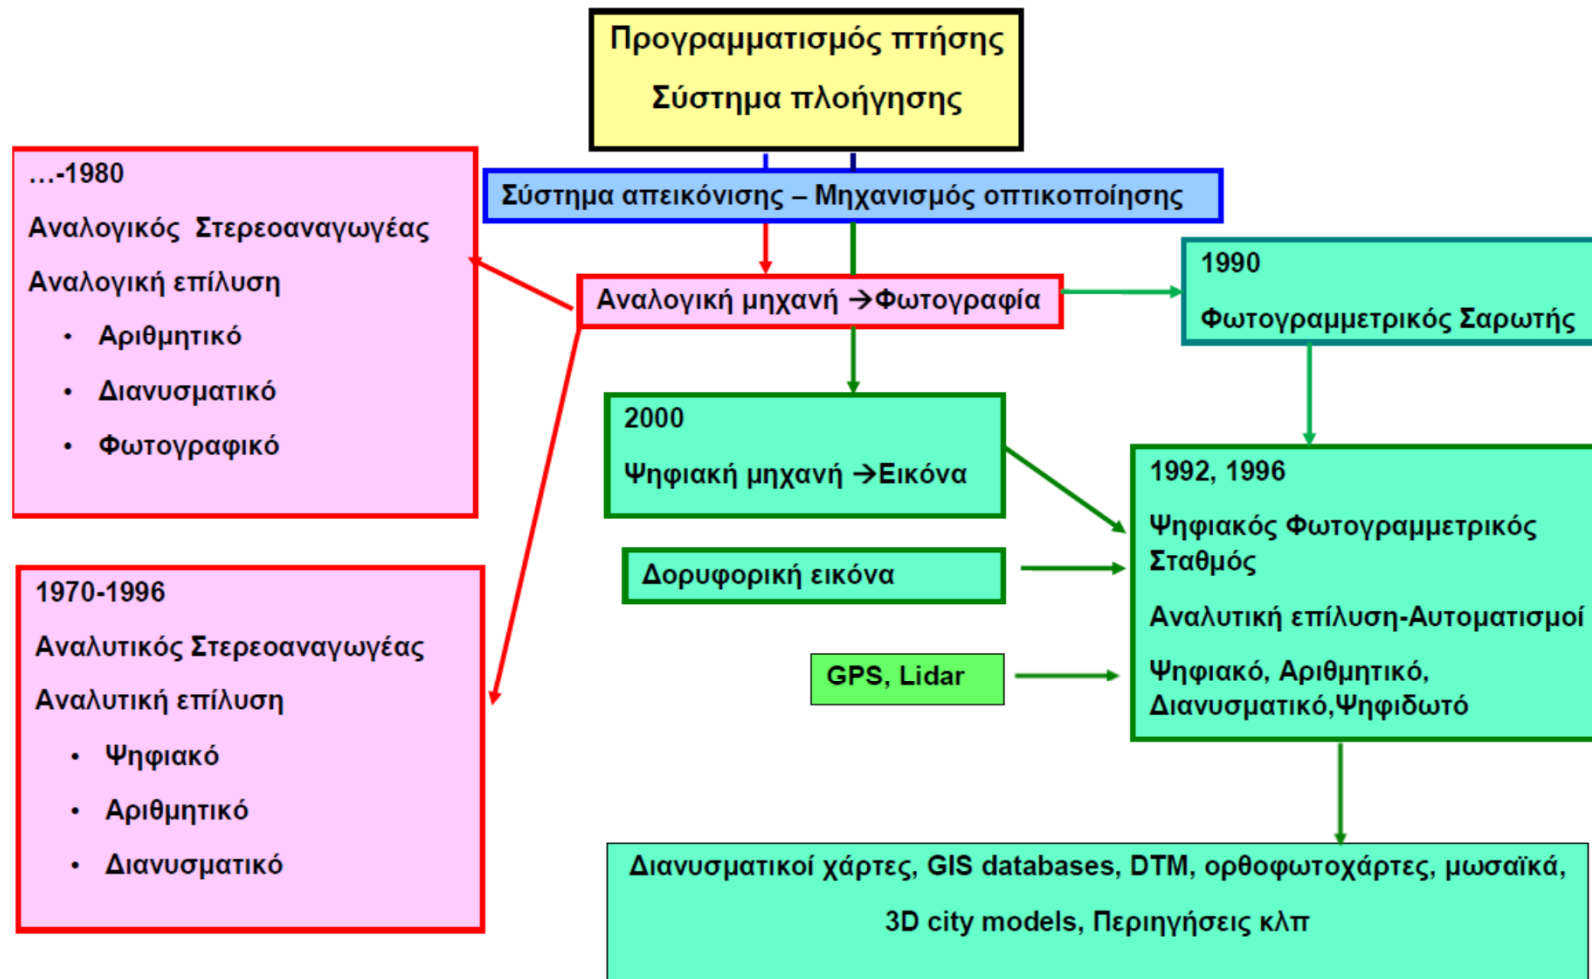 Προγραμματισμός πτήσης
Σύστημα πλοήγησης
Σύστημα απεικόνισης – Μηχανισμός οπτικοποίησης
…-1980
Αναλογικός Στερεοαναγωγέας
Αναλογική επίλυση
• Αριθμητικό
• Διανυσματικό
• Φωτογραφικό
Αναλογική μηχανή →Φωτογραφία
1990
Φωτογραμμετρικός Σαρωτής
2000
Ψηφιακή μηχανή →Εικόνα
Δορυφορική εικόνα
GPS, Lidar
1992, 1996
Ψηφιακός Φωτογραμμετρικός
Σταθμός
Αναλυτική επίλυση-Αυτοματισμοί
Ψηφιακό, Αριθμητικό,
Διανυσματικό,Ψηφιδωτό
1970-1996
Αναλυτικός Στερεοαναγωγέας
Αναλυτική επίλυση
• Ψηφιακό
• Αριθμητικό
• Διανυσματικό
Διανυσματικοί χάρτες, GIS databases, DTM, ορθοφωτοχάρτες, μωσαϊκά,
3D city models, Περιηγήσεις κλπ